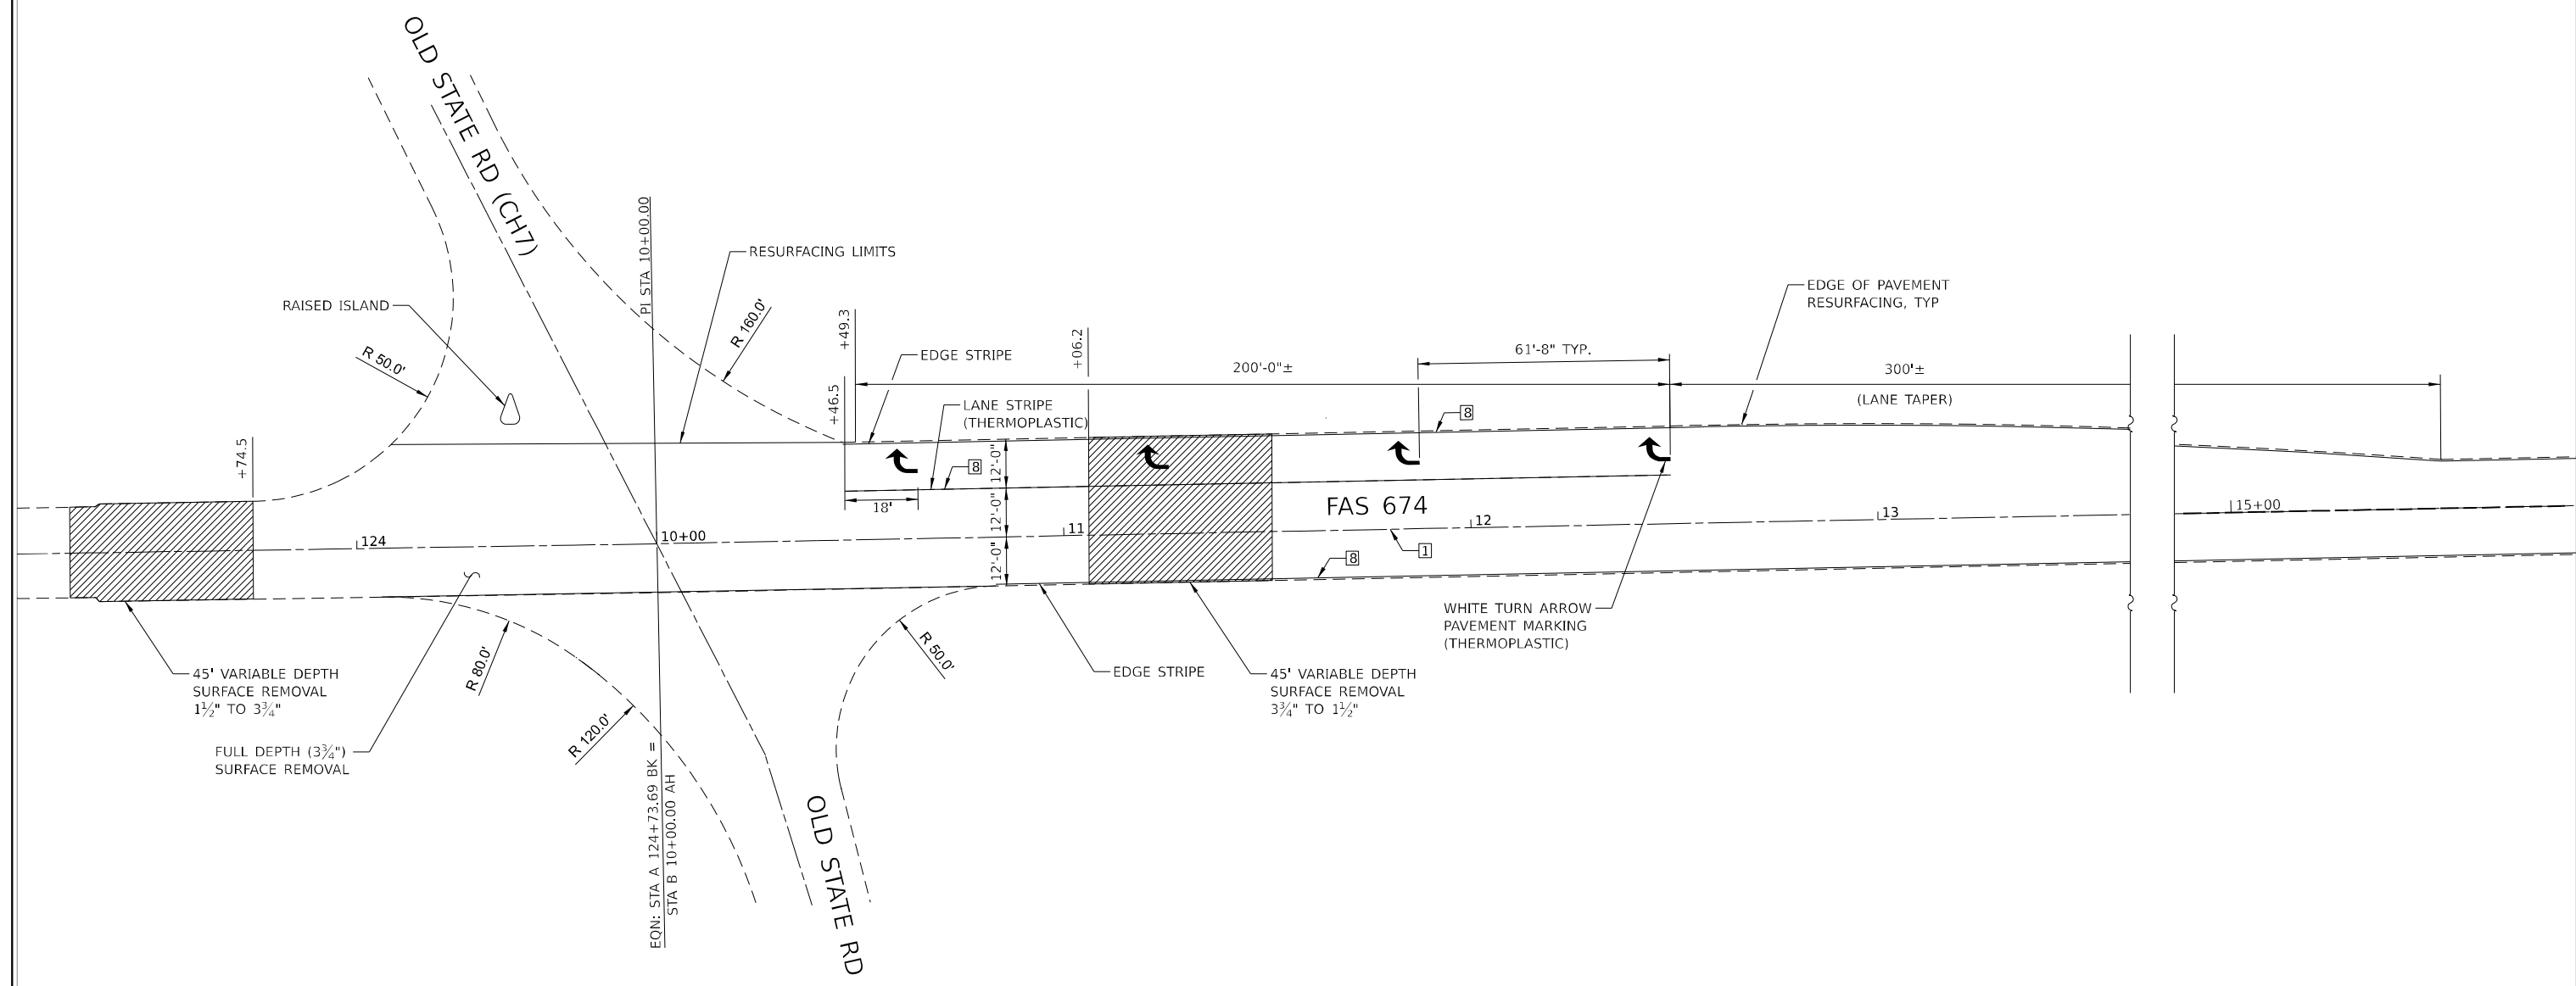 OLD STATE RD (CH7)
PI STA 10+00.00
RESURFACING LIMITS
RAISED ISLAND
R 160.0'
R 50.0'
+49.3
+46.5
+06.2
EDGE STRIPE
LANE STRIPE
(THERMOPLASTIC)
200'-0"±
61'-8" TYP.
300'±
(LANE TAPER)
EDGE OF PAVEMENT
RESURFACING, TYP
8
8
+74.5
18'
12'-0"
12'-0"
12'-0"
FAS 674
124
10+00
11
12
13
15+00
1
8
WHITE TURN ARROW
PAVEMENT MARKING
(THERMOPLASTIC)
45' VARIABLE DEPTH
SURFACE REMOVAL
1½" TO 3¾"
FULL DEPTH (3¾")
SURFACE REMOVAL
R 80.0'
R 120.0'
R 50.0'
EDGE STRIPE
45' VARIABLE DEPTH
SURFACE REMOVAL
3¾" TO 1½"
EQN: STA A 124+73.69 BK =
STA B 10+00.00 AH
OLD STATE RD